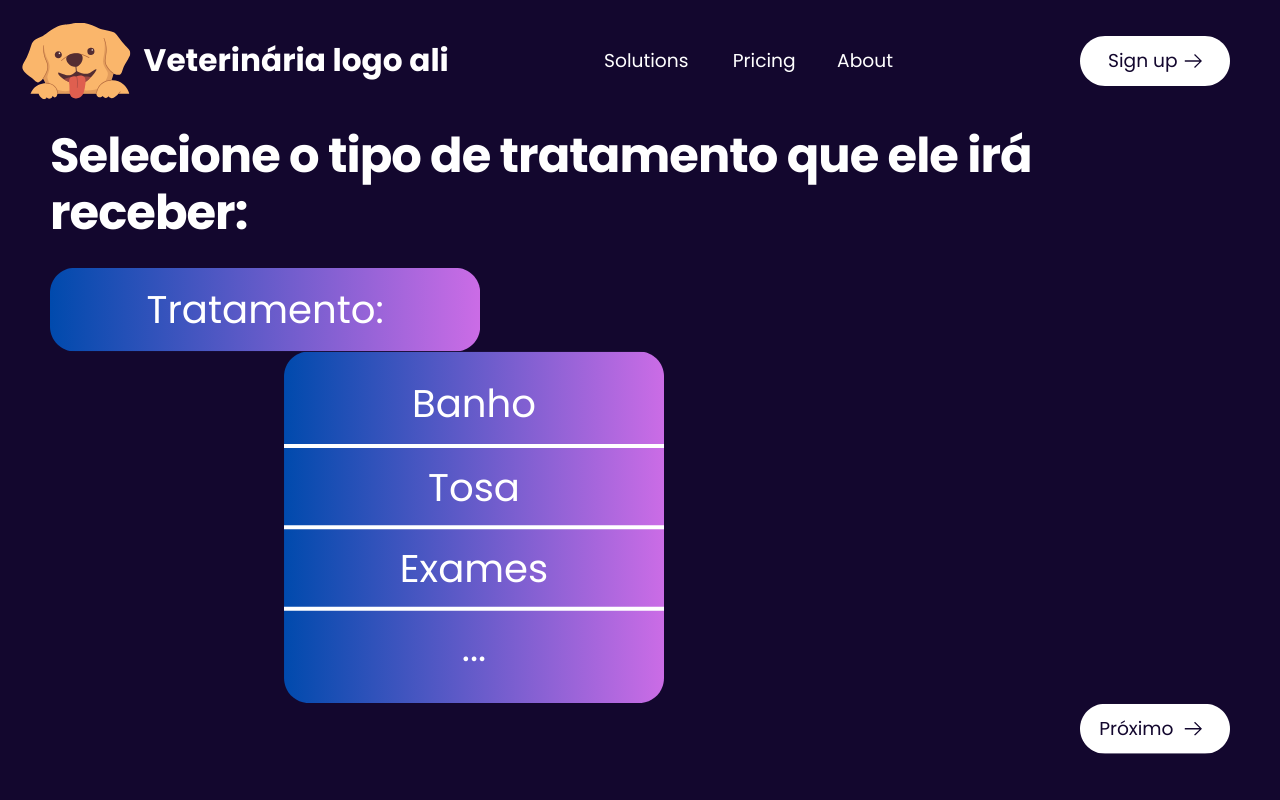 Veterinária logo ali
Solutions
Pricing
About
Sign up
Selecione o tipo de tratamento que ele irá
receber:
Tratamento:
Banho
Tosa
Exames
...
Próximo